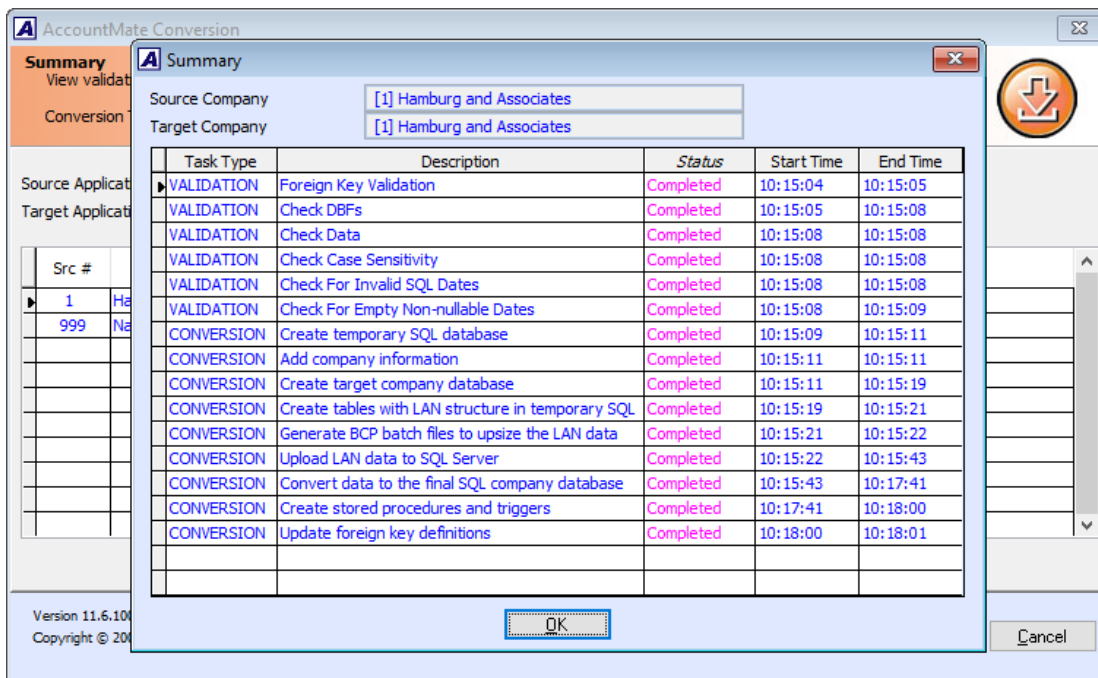 AccountMate Conversion
Summary
View validat
Conversion
Source Applicat
Target Applicati
Src #
1 Ha
999 Na
Version 11.6.10
Copyright © 20
Cancel
Summary
Source Company [1] Hamburg and Associates
Target Company [1] Hamburg and Associates
Task Type Description Status Start Time End Time
VALIDATION Foreign Key Validation Completed 10:15:04 10:15:05
VALIDATION Check DBFs Completed 10:15:05 10:15:08
VALIDATION Check Data Completed 10:15:08 10:15:08
VALIDATION Check Case Sensitivity Completed 10:15:08 10:15:08
VALIDATION Check For Invalid SQL Dates Completed 10:15:08 10:15:08
VALIDATION Check For Empty Non-nullable Dates Completed 10:15:08 10:15:09
CONVERSION Create temporary SQL database Completed 10:15:09 10:15:11
CONVERSION Add company information Completed 10:15:11 10:15:11
CONVERSION Create target company database Completed 10:15:11 10:15:19
CONVERSION Create tables with LAN structure in temporary SQL Completed 10:15:19 10:15:21
CONVERSION Generate BCP batch files to upsize the LAN data Completed 10:15:21 10:15:22
CONVERSION Upload LAN data to SQL Server Completed 10:15:22 10:15:43
CONVERSION Convert data to the final SQL company database Completed 10:15:43 10:17:41
CONVERSION Create stored procedures and triggers Completed 10:17:41 10:18:00
CONVERSION Update foreign key definitions Completed 10:18:00 10:18:01
OK